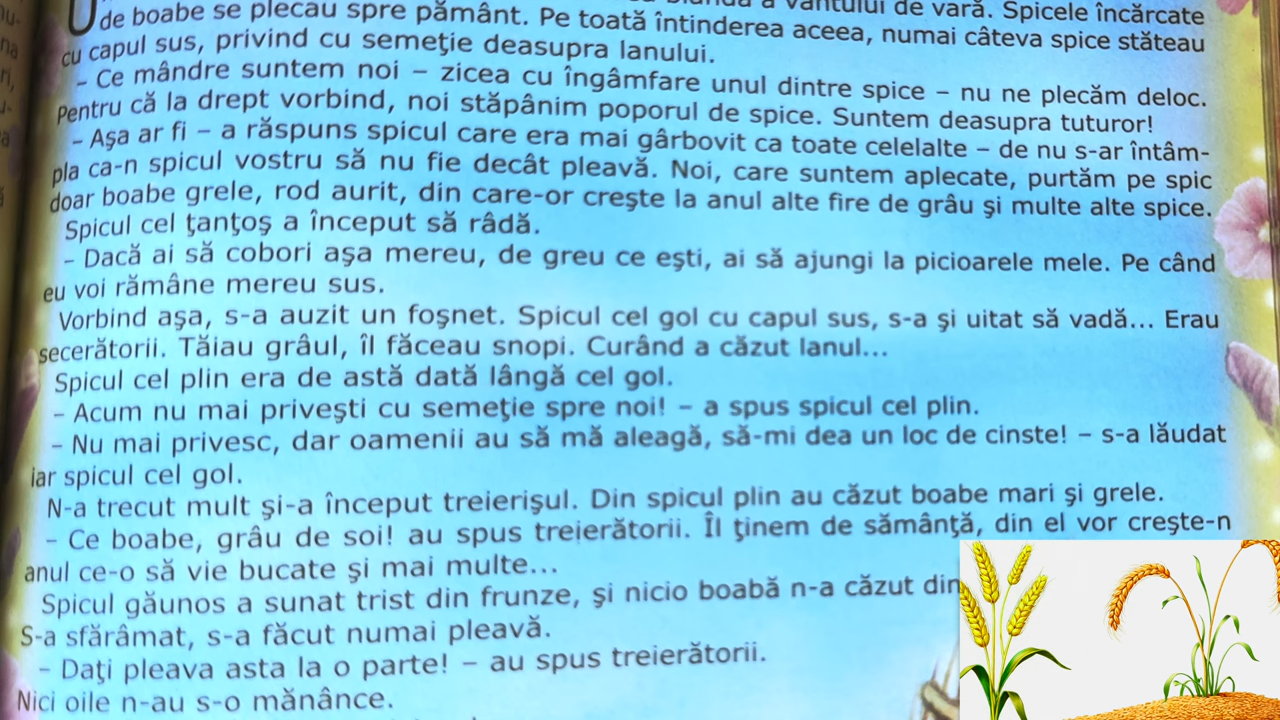 U
a vântului de vară. Spicele încărcate
de boabe se plecau spre pământ. Pe toată întinderea aceea, numai câteva spice stăteau
cu capul sus, privind cu semeţie deasupra lanului.
– Ce mândre suntem noi – zicea cu îngâmfare unul dintre spice – nu ne plecăm deloc.
Pentru că la drept vorbind, noi stăpânim poporul de spice. Suntem deasupra tuturor!
– Aşa ar fi – a răspuns spicul care era mai gârbovit ca toate celelalte – de nu s-ar întâm-
pla ca-n spicul vostru să nu fie decât pleavă. Noi, care suntem aplecate, purtăm pe spic
doar boabe grele, rod aurit, din care-or creşte la anul alte fire de grâu şi multe alte spice.
Spicul cel ţanţoş a început să râdă.
– Dacă ai să cobori aşa mereu, de greu ce eşti, ai să ajungi la picioarele mele. Pe când
eu voi rămâne mereu sus.
Vorbind aşa, s-a auzit un foşnet. Spicul cel gol cu capul sus, s-a şi uitat să vadă... Erau
secerătorii. Tăiau grâul, îl făceau snopi. Curând a căzut lanul...
Spicul cel plin era de astă dată lângă cel gol.
– Acum nu mai priveşti cu semeţie spre noi! – a spus spicul cel plin.
– Nu mai privesc, dar oamenii au să mă aleagă, să-mi dea un loc de cinste! – s-a lăudat
iar spicul cel gol.
N-a trecut mult şi-a început treierişul. Din spicul plin au căzut boabe mari şi grele.
– Ce boabe, grâu de soi! au spus treierătorii. Îl ţinem de sămânţă, din el vor creşte-n
anul ce-o să vie bucate şi mai multe...
Spicul găunos a sunat trist din frunze, şi nicio boabă n-a căzut din
S-a sfărâmat, s-a făcut numai pleavă.
– Daţi pleava asta la o parte! – au spus treierătorii.
Nici oile n-au s-o mănânce.